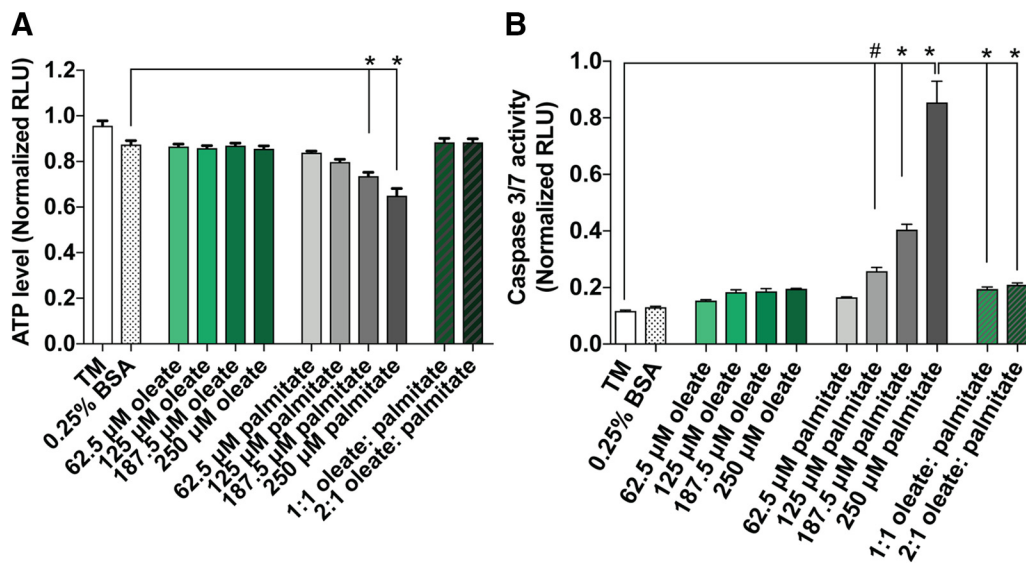 A
ATP level (Normalized RLU)
1.2
1.0
0.8
0.6
0.4
0.2
0.0
* *
TM
0.25% BSA
62.5 µM oleate
125 µM oleate
187.5 µM oleate
250 µM oleate
62.5 µM palmitate
125 µM palmitate
187.5 µM palmitate
250 µM palmitate
1:1 oleate: palmitate
2:1 oleate: palmitate
B
Caspase 3/7 activity
(Normalized RLU)
1.0
0.8
0.6
0.4
0.2
0.0
# * * * *
TM
0.25% BSA
62.5 µM oleate
125 µM oleate
187.5 µM oleate
250 µM oleate
62.5 µM palmitate
125 µM palmitate
187.5 µM palmitate
250 µM palmitate
1:1 oleate: palmitate
2:1 oleate: palmitate